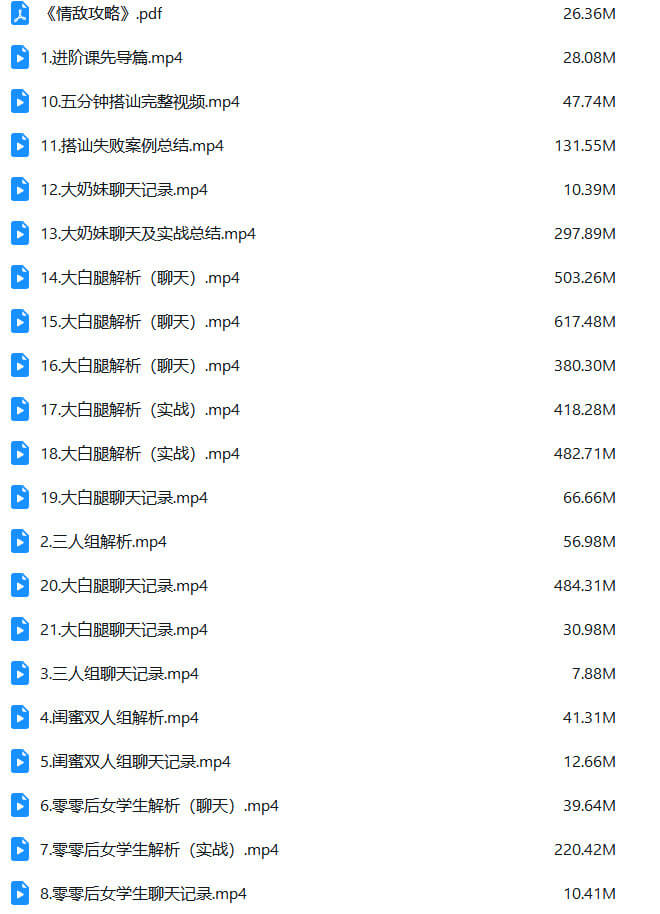 《情敌攻略》.pdf 26.36M
1.进阶课先导篇.mp4 28.08M
10.五分钟搭讪完整视频.mp4 47.74M
11.搭讪失败案例总结.mp4 131.55M
12.大奶妹聊天记录.mp4 10.39M
13.大奶妹聊天及实战总结.mp4 297.89M
14.大白腿解析（聊天）.mp4 503.26M
15.大白腿解析（聊天）.mp4 617.48M
16.大白腿解析（聊天）.mp4 380.30M
17.大白腿解析（实战）.mp4 418.28M
18.大白腿解析（实战）.mp4 482.71M
19.大白腿聊天记录.mp4 66.66M
2.三人组解析.mp4 56.98M
20.大白腿聊天记录.mp4 484.31M
21.大白腿聊天记录.mp4 30.98M
3.三人组聊天记录.mp4 7.88M
4.闺蜜双人组解析.mp4 41.31M
5.闺蜜双人组聊天记录.mp4 12.66M
6.零零后女学生解析（聊天）.mp4 39.64M
7.零零后女学生解析（实战）.mp4 220.42M
8.零零后女学生聊天记录.mp4 10.41M